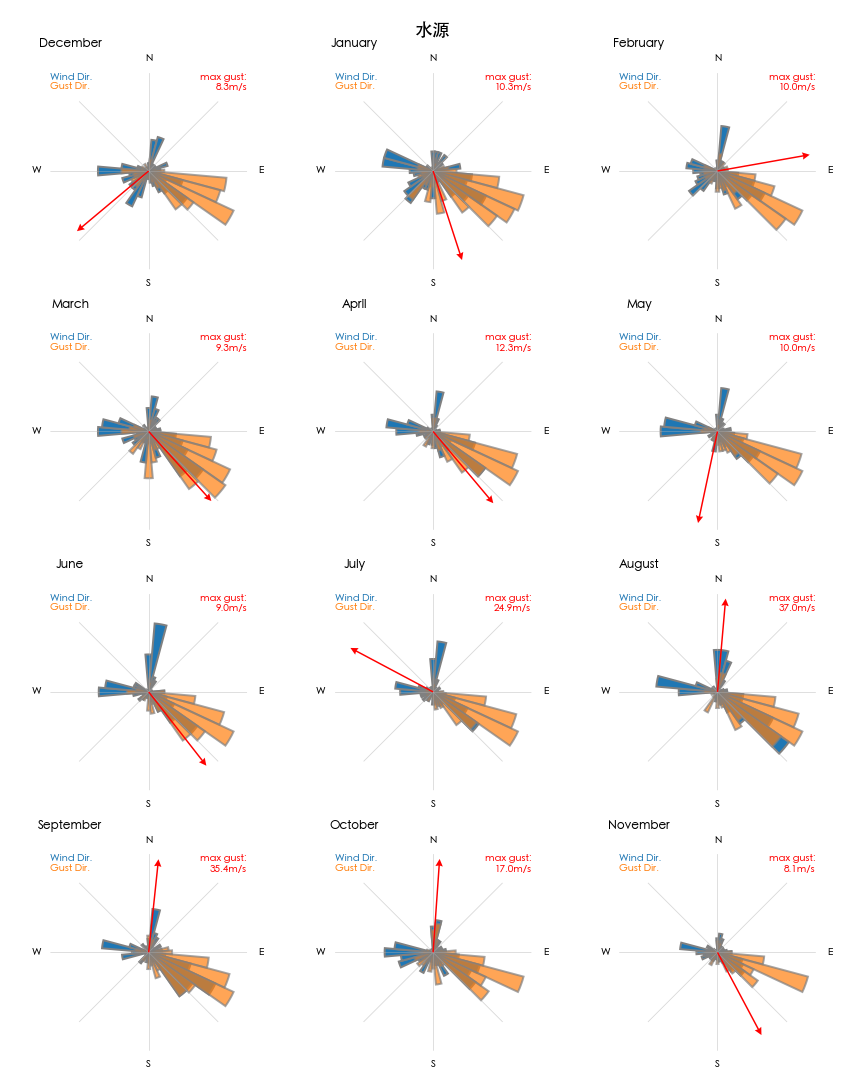 水源
December
January
February
N
N
N
Wind Dir.
Gust Dir.
max gust:
8.3m/s
Wind Dir.
Gust Dir.
max gust:
10.3m/s
Wind Dir.
Gust Dir.
max gust:
10.0m/s
W
E
W
E
W
E
S
S
S
March
April
May
N
N
N
Wind Dir.
Gust Dir.
max gust:
9.3m/s
Wind Dir.
Gust Dir.
max gust:
12.3m/s
Wind Dir.
Gust Dir.
max gust:
10.0m/s
W
E
W
E
W
E
S
S
S
June
July
August
N
N
N
Wind Dir.
Gust Dir.
max gust:
9.0m/s
Wind Dir.
Gust Dir.
max gust:
24.9m/s
Wind Dir.
Gust Dir.
max gust:
37.0m/s
W
E
W
E
W
E
S
S
S
September
October
November
N
N
N
Wind Dir.
Gust Dir.
max gust:
35.4m/s
Wind Dir.
Gust Dir.
max gust:
17.0m/s
Wind Dir.
Gust Dir.
max gust:
8.1m/s
W
E
W
E
W
E
S
S
S